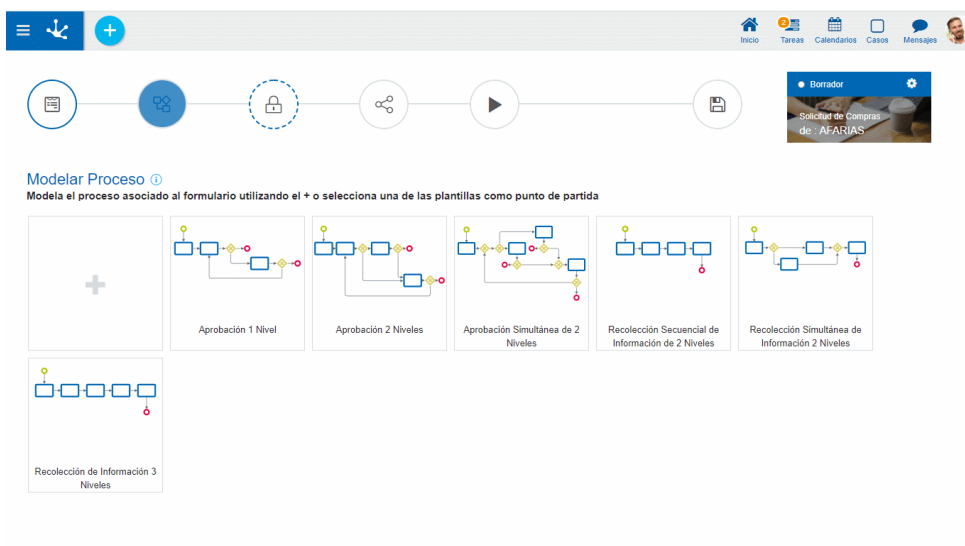 Inicio
2
Tareas
Calendarios
Casos
Mensajes
Borrador
Solicitud de Compras
de : AFARIAS
Modelar Proceso
Modela el proceso asociado al formulario utilizando el + o selecciona una de las plantillas como punto de partida
Aprobación 1 Nivel
Aprobación 2 Niveles
Aprobación Simultánea de 2
Niveles
Recolección Secuencial de
Información de 2 Niveles
Recolección Simultánea de
Información 2 Niveles
Recolección de Información 3
Niveles